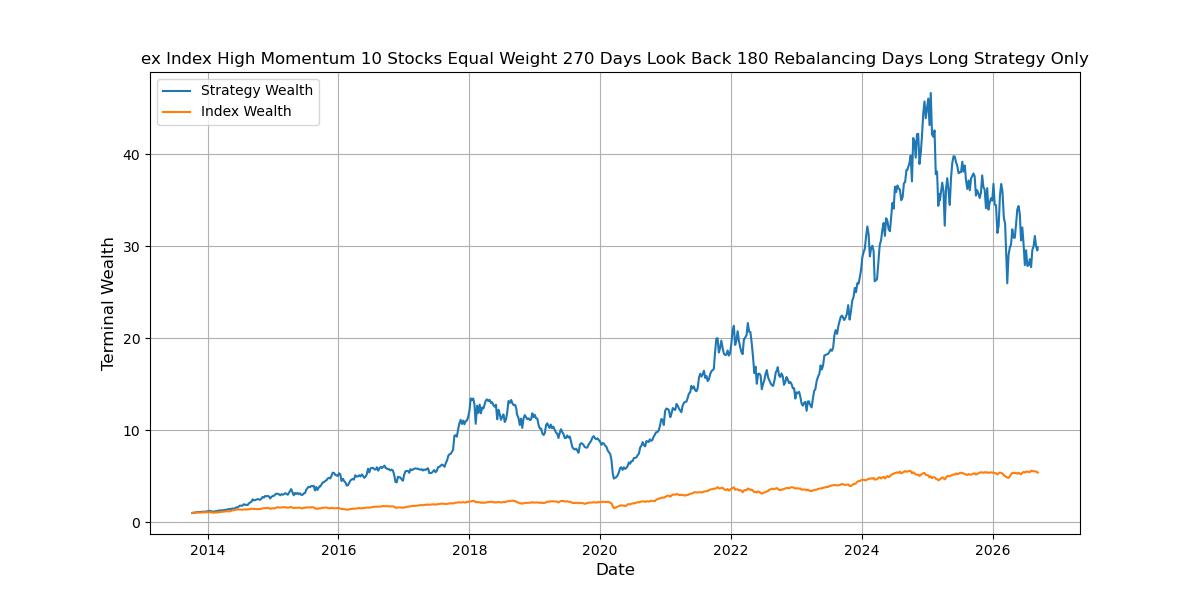 ex Index High Momentum 10 Stocks Equal Weight 270 Days Look Back 180 Rebalancing Days Long Strategy Only
Strategy Wealth
Index Wealth
Terminal Wealth
40
30
20
10
0
2014 2016 2018 2020 2022 2024 2026
Date